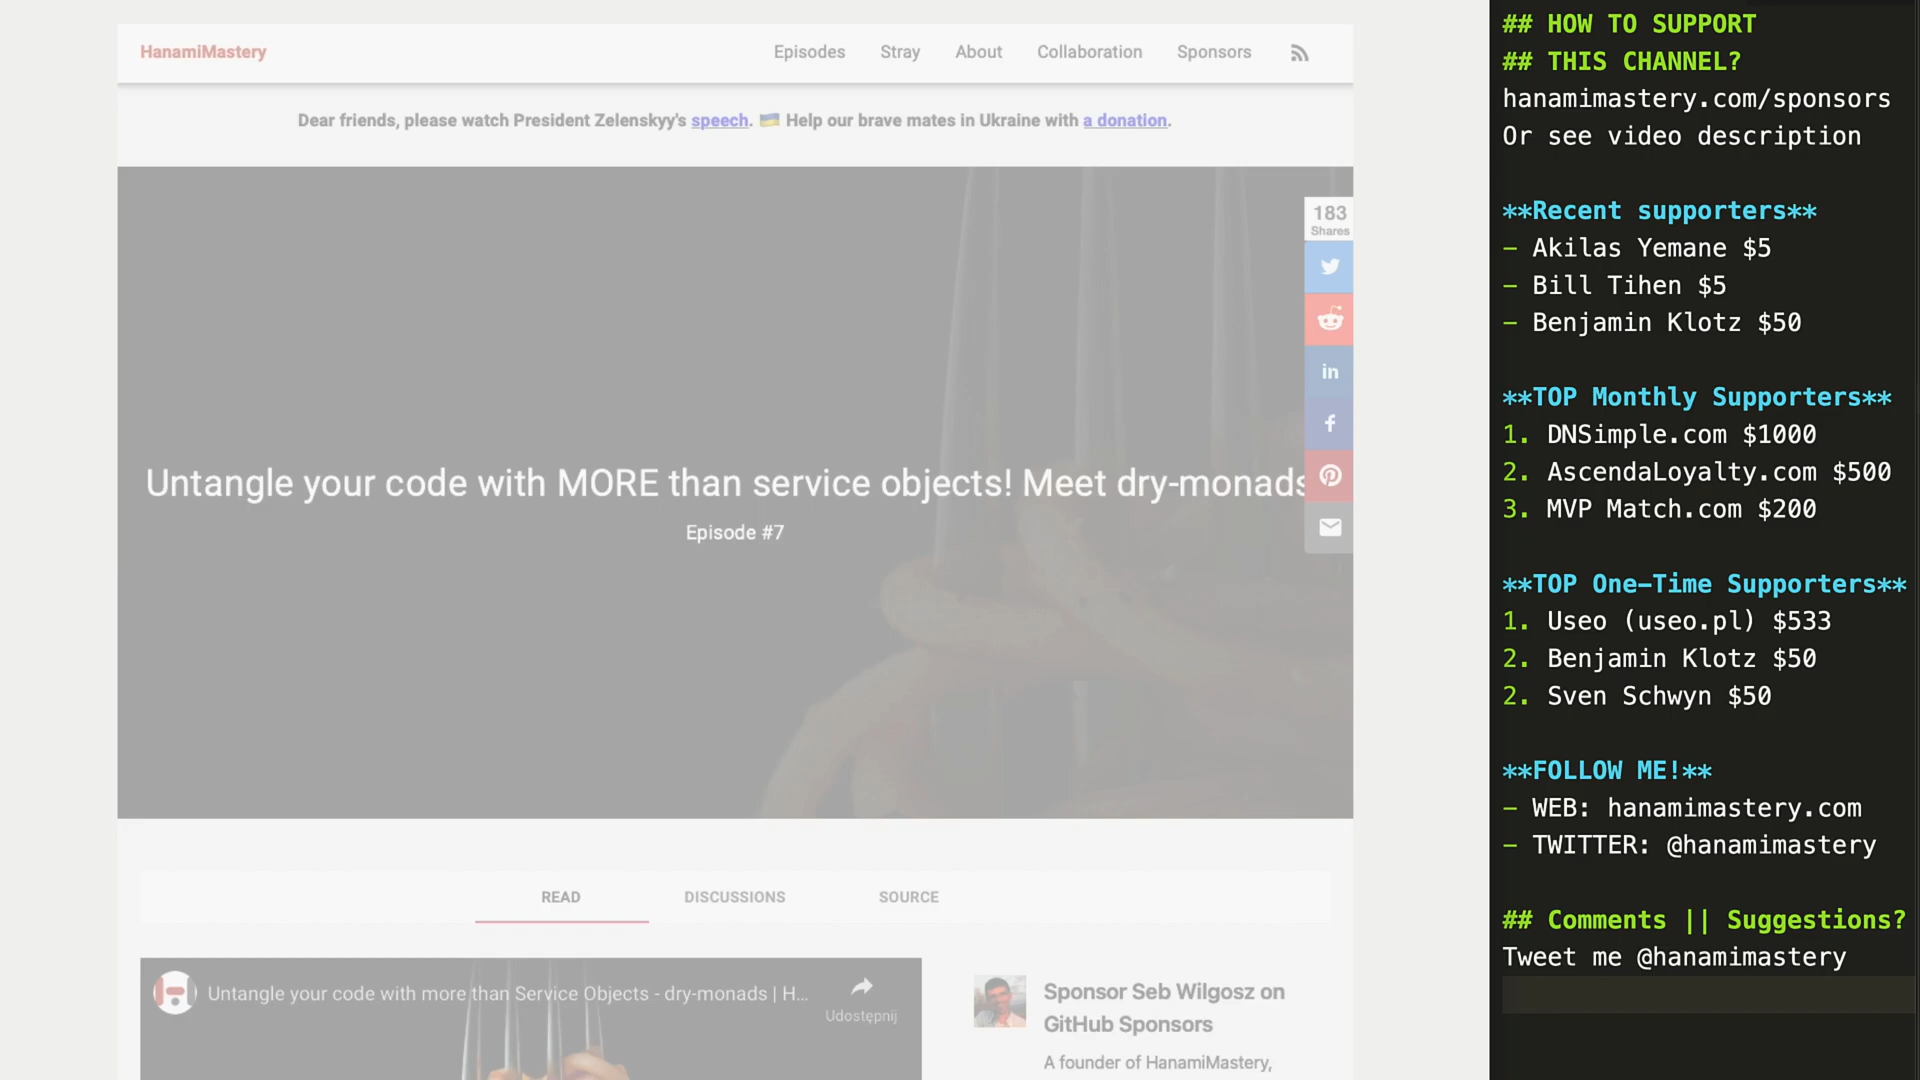 HanamiMastery
Episodes Stray About Collaboration Sponsors
Dear friends, please watch President Zelenskyy's speech. 🇺🇦 Help our brave mates in Ukraine with a donation.
183
Shares
Untangle your code with MORE than service objects! Meet dry-monads
Episode #7
READ DISCUSSIONS SOURCE
Untangle your code with more than Service Objects - dry-monads | H...
Udostępnij
Sponsor Seb Wilgosz on
GitHub Sponsors
A founder of HanamiMastery,
## HOW TO SUPPORT
## THIS CHANNEL?
hanamimastery.com/sponsors
Or see video description
**Recent supporters**
- Akilas Yemane $5
- Bill Tihen $5
- Benjamin Klotz $50
**TOP Monthly Supporters**
1. DNSimple.com $1000
2. AscendaLoyalty.com $500
3. MVP Match.com $200
**TOP One-Time Supporters**
1. Useo (useo.pl) $533
2. Benjamin Klotz $50
2. Sven Schwyn $50
**FOLLOW ME!**
- WEB: hanamimastery.com
- TWITTER: @hanamimastery
## Comments || Suggestions?
Tweet me @hanamimastery